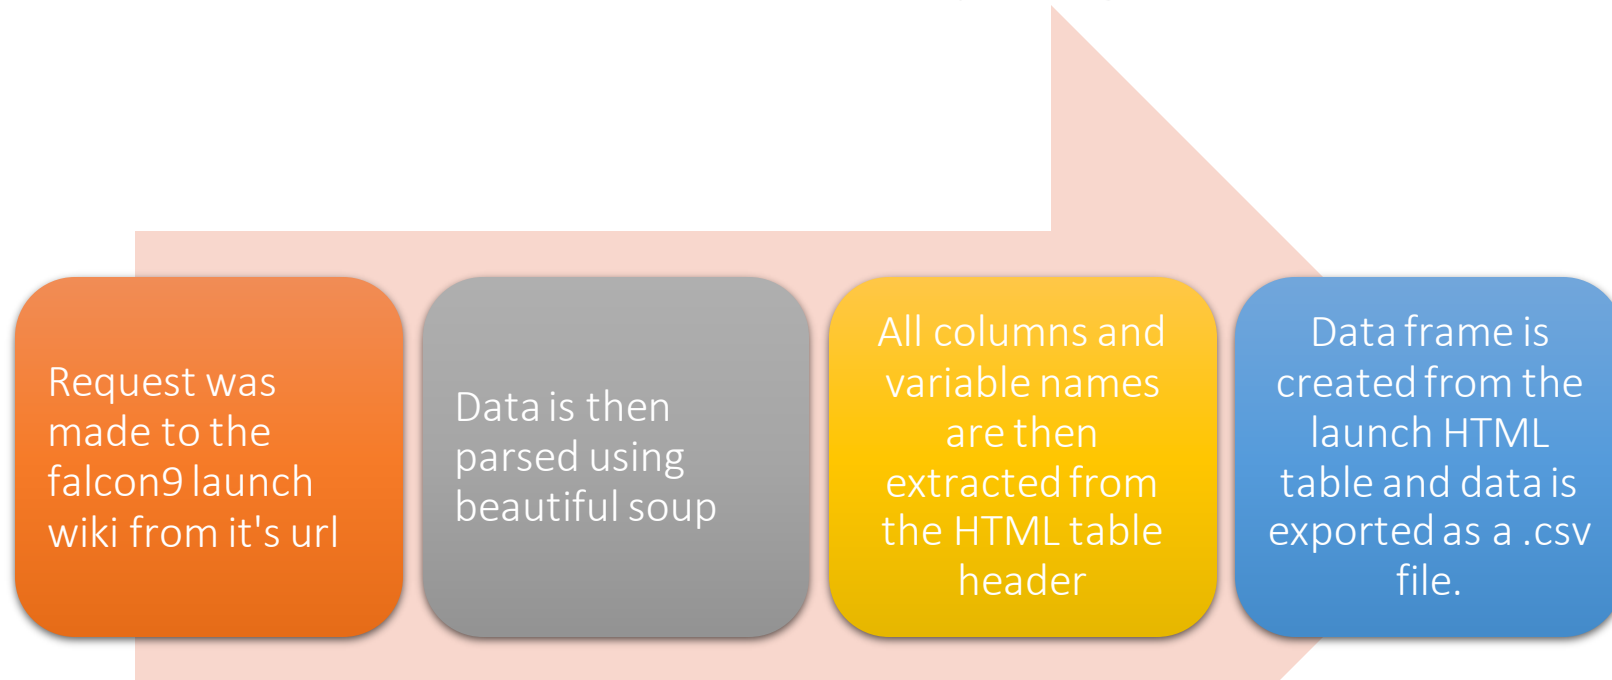 Request was
made to the
falcon9 launch
wiki from it's url
Data is then
parsed using
beautiful soup
All columns and
variable names
are then
extracted from
the HTML table
header
Data frame is
created from the
launch HTML
table and data is
exported as a .csv
file.